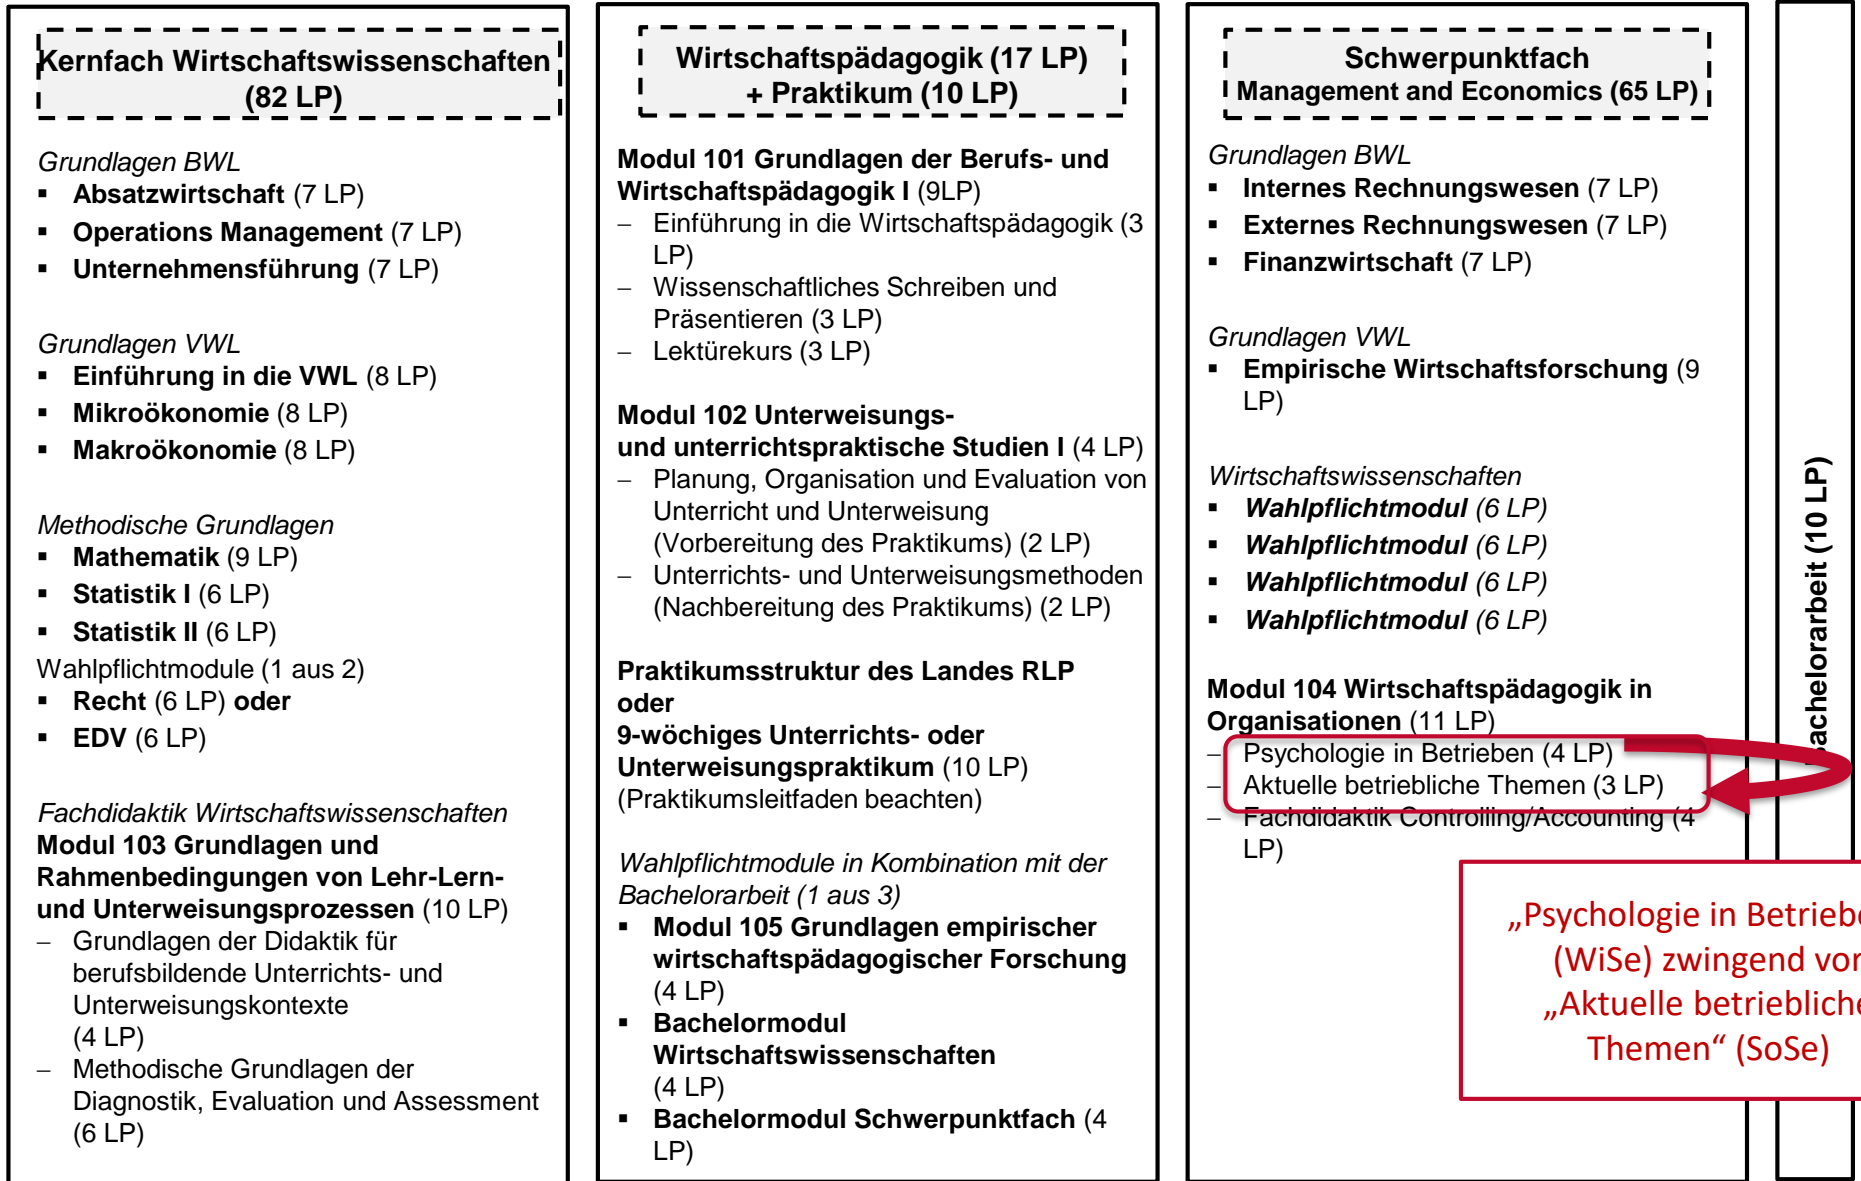 Kernfach Wirtschaftswissenschaften
(82 LP)
Grundlagen BWL
▪ Absatzwirtschaft (7 LP)
▪ Operations Management (7 LP)
▪ Unternehmensführung (7 LP)
Grundlagen VWL
▪ Einführung in die VWL (8 LP)
▪ Mikroökonomie (8 LP)
▪ Makroökonomie (8 LP)
Methodische Grundlagen
▪ Mathematik (9 LP)
▪ Statistik I (6 LP)
▪ Statistik II (6 LP)
Wahlpflichtmodule (1 aus 2)
▪ Recht (6 LP) oder
▪ EDV (6 LP)
Fachdidaktik Wirtschaftswissenschaften
Modul 103 Grundlagen und
Rahmenbedingungen von Lehr-Lern-
und Unterweisungsprozessen (10 LP)
– Grundlagen der Didaktik für
berufsbildende Unterrichts- und
Unterweisungskontexte
(4 LP)
– Methodische Grundlagen der
Diagnostik, Evaluation und Assessment
(6 LP)
Wirtschaftspädagogik (17 LP)
+ Praktikum (10 LP)
Modul 101 Grundlagen der Berufs- und
Wirtschaftspädagogik I (9LP)
– Einführung in die Wirtschaftspädagogik (3
LP)
– Wissenschaftliches Schreiben und
Präsentieren (3 LP)
– Lektürekurs (3 LP)
Modul 102 Unterweisungs-
und unterrichtspraktische Studien I (4 LP)
– Planung, Organisation und Evaluation von
Unterricht und Unterweisung
(Vorbereitung des Praktikums) (2 LP)
– Unterrichts- und Unterweisungsmethoden
(Nachbereitung des Praktikums) (2 LP)
Praktikumsstruktur des Landes RLP
oder
9-wöchiges Unterrichts- oder
Unterweisungspraktikum (10 LP)
(Praktikumsleitfaden beachten)
Wahlpflichtmodule in Kombination mit der
Bachelorarbeit (1 aus 3)
▪ Modul 105 Grundlagen empirischer
wirtschaftspädagogischer Forschung
(4 LP)
▪ Bachelormodul
Wirtschaftswissenschaften
(4 LP)
▪ Bachelormodul Schwerpunktfach (4
LP)
Schwerpunktfach
Management and Economics (65 LP)
Grundlagen BWL
▪ Internes Rechnungswesen (7 LP)
▪ Externes Rechnungswesen (7 LP)
▪ Finanzwirtschaft (7 LP)
Grundlagen VWL
▪ Empirische Wirtschaftsforschung (9
LP)
Wirtschaftswissenschaften
▪ Wahlpflichtmodul (6 LP)
▪ Wahlpflichtmodul (6 LP)
▪ Wahlpflichtmodul (6 LP)
▪ Wahlpflichtmodul (6 LP)
Modul 104 Wirtschaftspädagogik in
Organisationen (11 LP)
– Psychologie in Betrieben (4 LP)
– Aktuelle betriebliche Themen (3 LP)
– Fachdidaktik Controlling/Accounting (4
LP)
Bachelorarbeit (10 LP)
„Psychologie in Betriebe
(WiSe) zwingend vor
„Aktuelle betriebliche
Themen“ (SoSe)